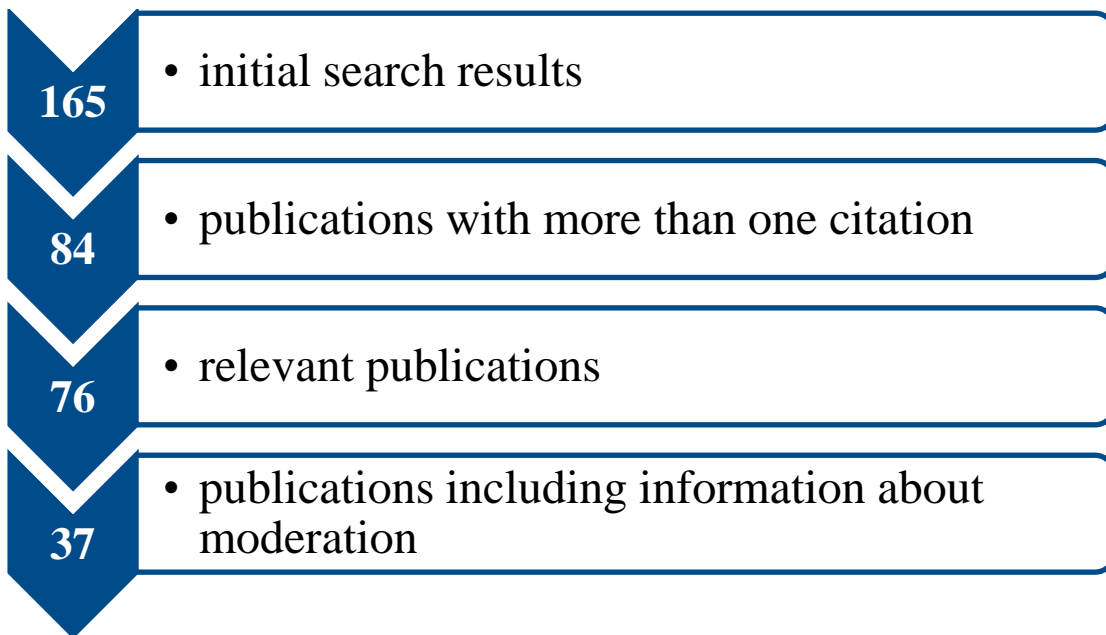 165
• initial search results
84
• publications with more than one citation
76
• relevant publications
37
• publications including information about
moderation